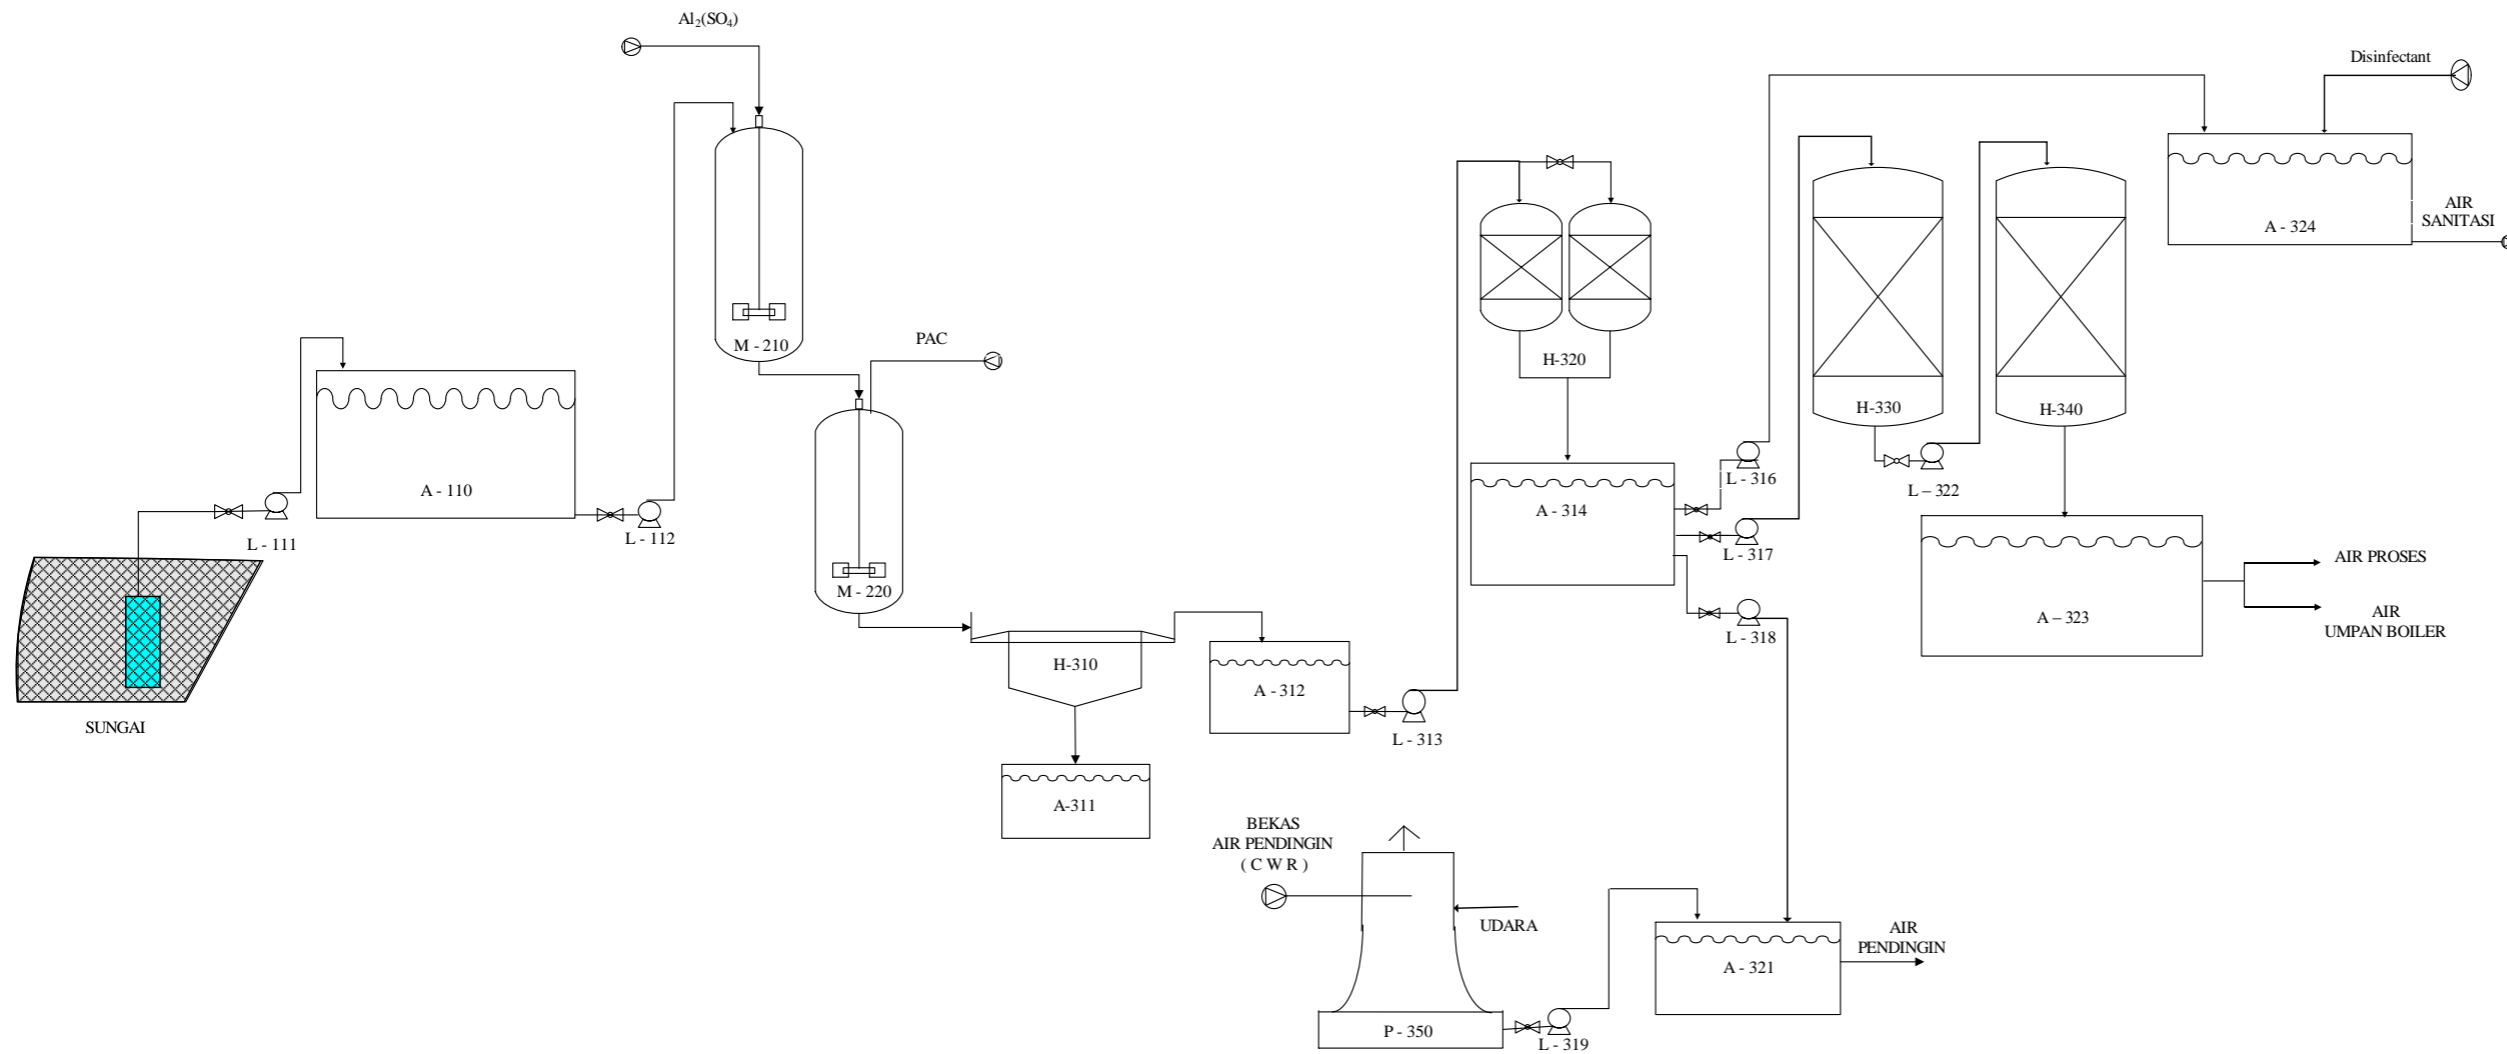 Al₂(SO₄)
Disinfectant
AIR
SANITASI
A - 324
M - 210
PAC
H-320
H-330
H-340
A - 110
L - 111
L - 112
L - 316
L – 322
A - 314
L - 317
M - 220
AIR PROSES
AIR
UMPAN BOILER
A – 323
L - 318
H-310
A - 312
L - 313
SUNGAI
A-311
BEKAS
AIR PENDINGIN
( C W R )
UDARA
AIR
PENDINGIN
A - 321
P - 350
L - 319